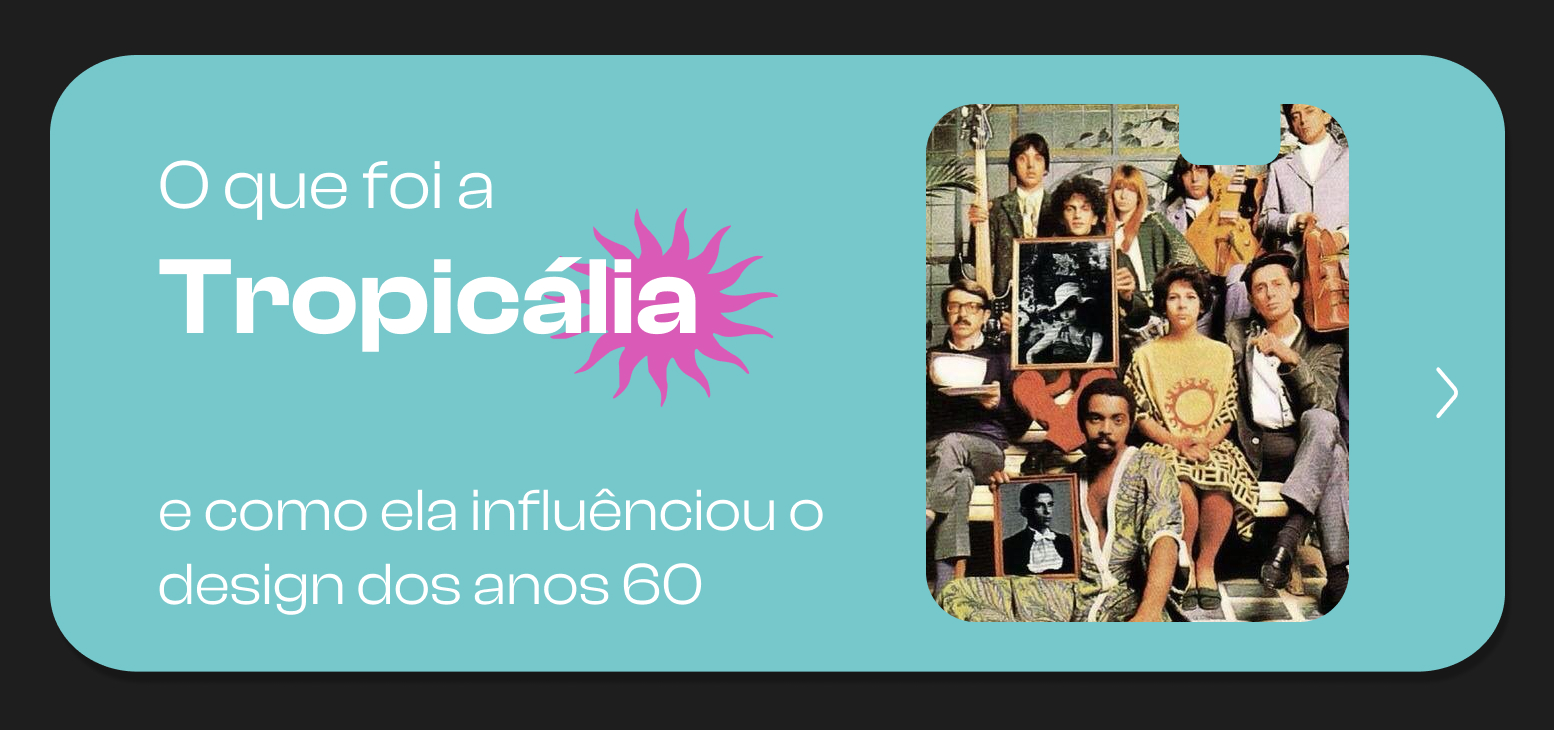 O que foi a
Tropicália
e como ela influênciou o
design dos anos 60